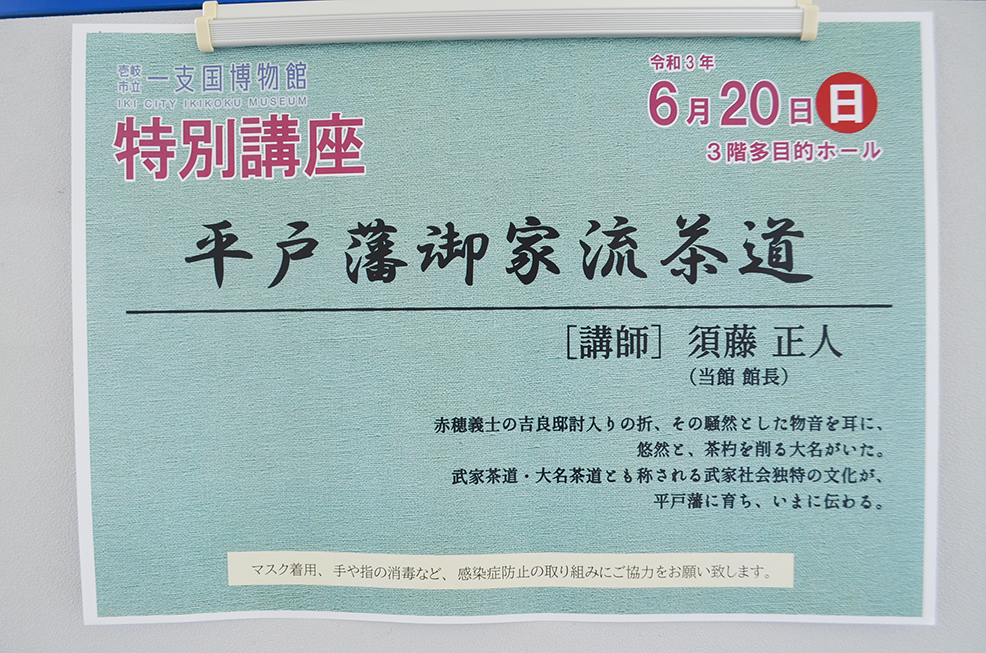 壱岐市立 一支国博物館
IKI CITY IKIKOKU MUSEUM
特別講座
令和3年
6月20日 日
3階多目的ホール
平戸藩御家流茶道
［講師］ 須藤 正人
（当館 館長）
赤穂義士の吉良邸討入りの折、その騒然とした物音を耳に、
悠然と、茶杓を削る大名がいた。
武家茶道・大名茶道とも称される武家社会独特の文化が、
平戸藩に育ち、いまに伝わる。
マスク着用、手や指の消毒など、感染症防止の取り組みにご協力をお願い致します。